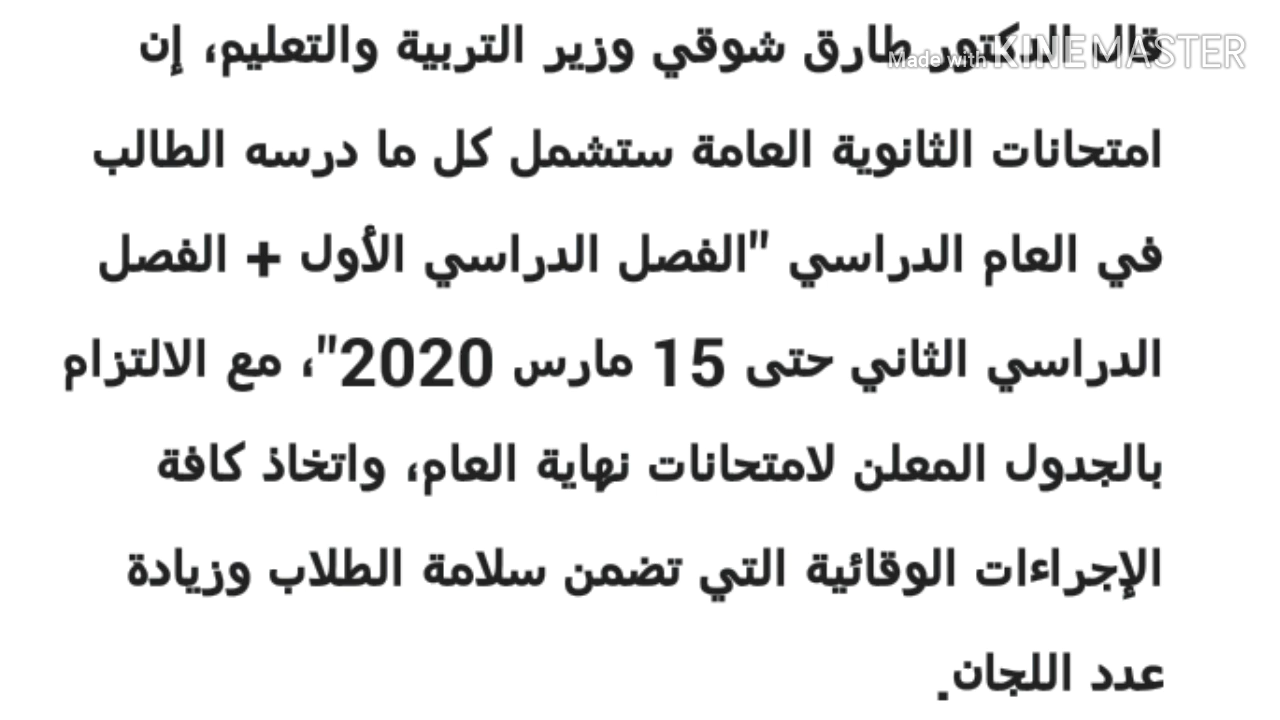 قال الدكتور طارق شوقي وزير التربية والتعليم، إن
Made with KINEMASTER
امتحانات الثانوية العامة ستشمل كل ما درسه الطالب
في العام الدراسي "الفصل الدراسي الأول + الفصل
الدراسي الثاني حتى 15 مارس 2020"، مع الالتزام
بالجدول المعلن لامتحانات نهاية العام، واتخاذ كافة
الإجراءات الوقائية التي تضمن سلامة الطلاب وزيادة
عدد اللجان.